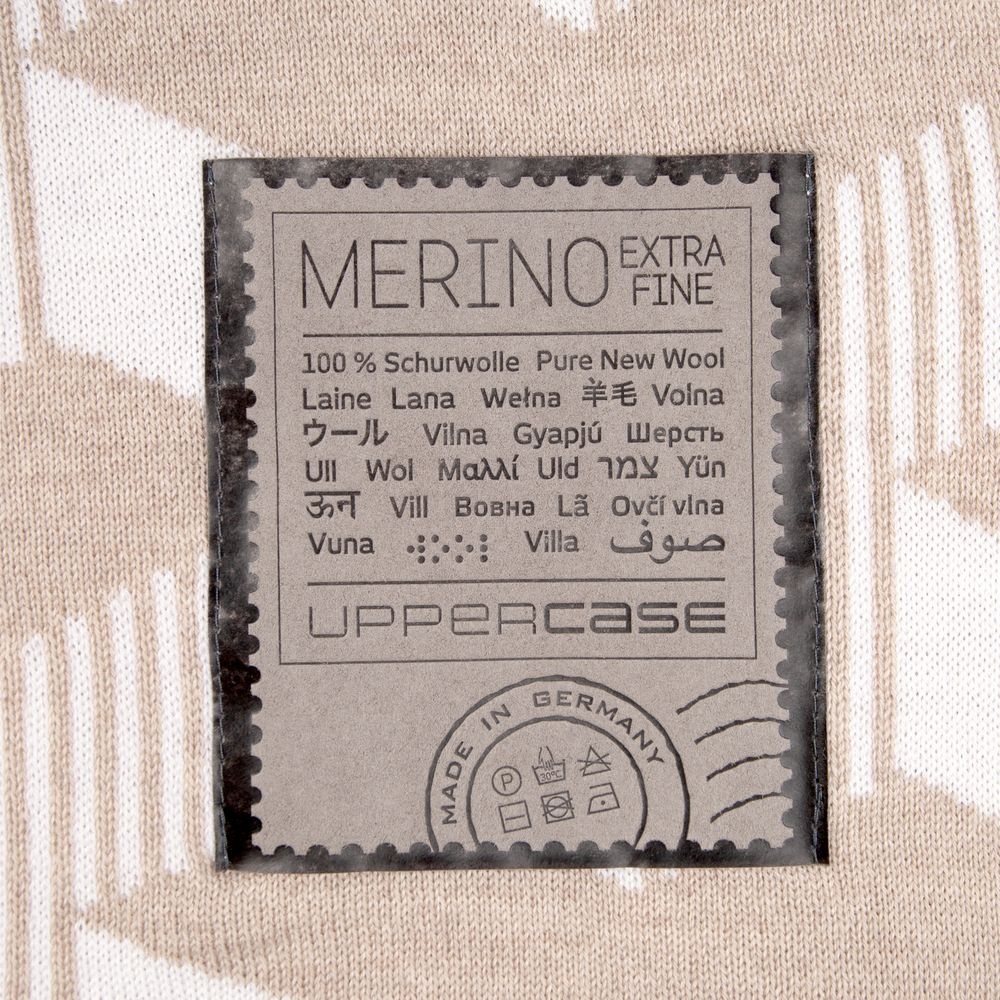 MERINO EXTRA FINE
100 % Schurwolle Pure New Wool
Laine Lana Wełna 羊毛 Volna
ウール Vilna Gyapjú Шерсть
Ull Wol Μαλλί Uld צמר Yün
ऊन Vill Вовна Lã Ovčí vlna
Vuna Villa صوف
UPPERCASE
MADE IN GERMANY
P 30°C